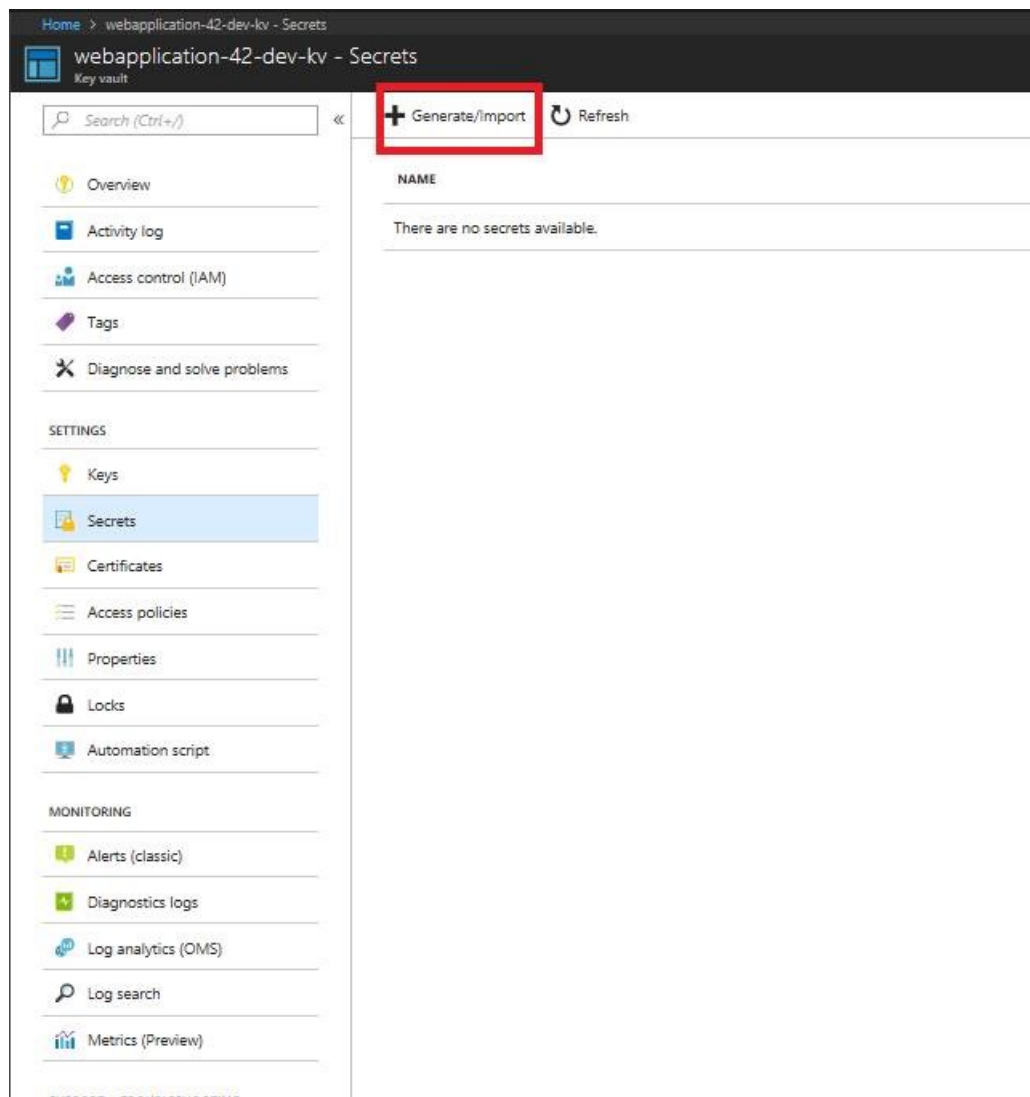 Home > webapplication-42-dev-kv - Secrets
webapplication-42-dev-kv - Secrets
Key vault
Search (Ctrl+/)
Generate/Import Refresh
NAME
There are no secrets available.
Overview
Activity log
Access control (IAM)
Tags
Diagnose and solve problems
SETTINGS
Keys
Secrets
Certificates
Access policies
Properties
Locks
Automation script
MONITORING
Alerts (classic)
Diagnostics logs
Log analytics (OMS)
Log search
Metrics (Preview)